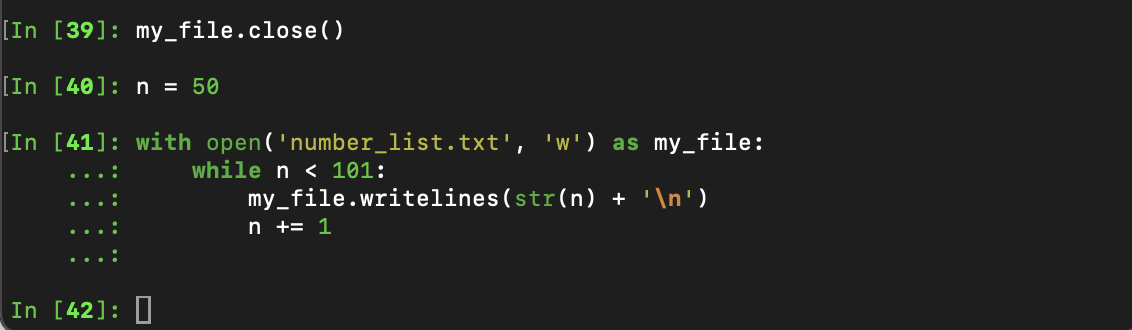 [In [39]: my_file.close()
[In [40]: n = 50
[In [41]: with open('number_list.txt', 'w') as my_file:
    ...:     while n < 101:
    ...:         my_file.writelines(str(n) + '\n')
    ...:         n += 1
    ...:
In [42]: